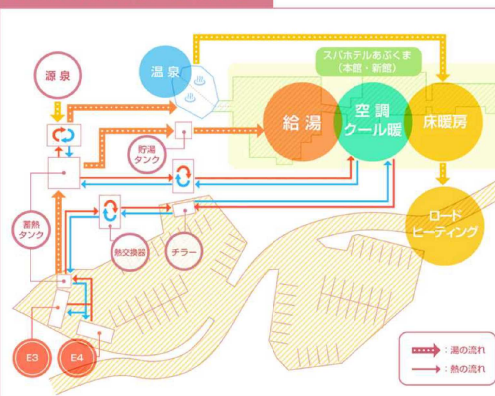 源泉
温泉
スパホテルあぶくま
（本館・新館）
給湯
空調
クール暖
床暖房
貯湯
タンク
蓄熱
タンク
熱交換器
チラー
ロード
ヒーティング
E3
E4
：湯の流れ
：熱の流れ